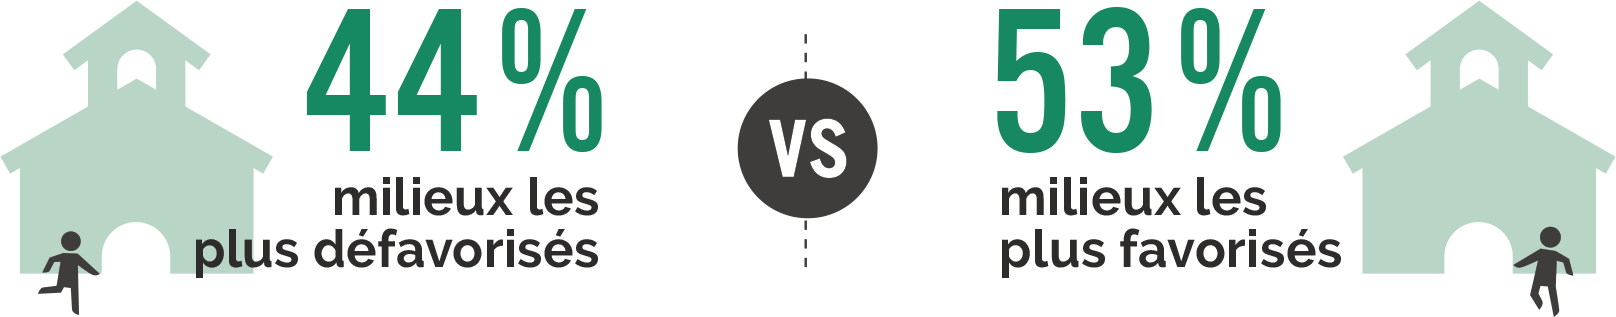 44 %
milieux les
plus défavorisés
VS
53 %
milieux les
plus favorisés